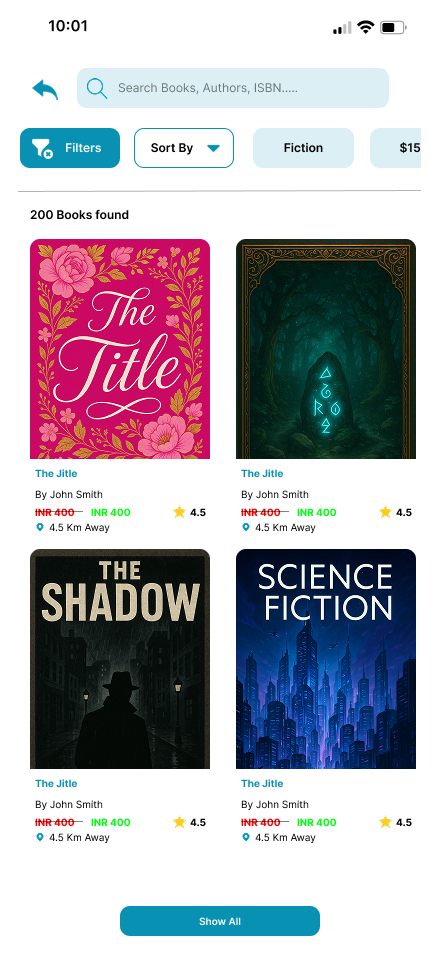 10:01
Search Books, Authors, ISBN.....
Filters
Sort By
Fiction
$15
200 Books found
The
Title
The Jitle
By John Smith
INR 400 INR 400 4.5
4.5 Km Away
The Jitle
By John Smith
INR 400 INR 400 4.5
4.5 Km Away
THE
SHADOW
SCIENCE
FICTION
The Jitle
By John Smith
INR 400 INR 400 4.5
4.5 Km Away
The Jitle
By John Smith
INR 400 INR 400 4.5
4.5 Km Away
Show All